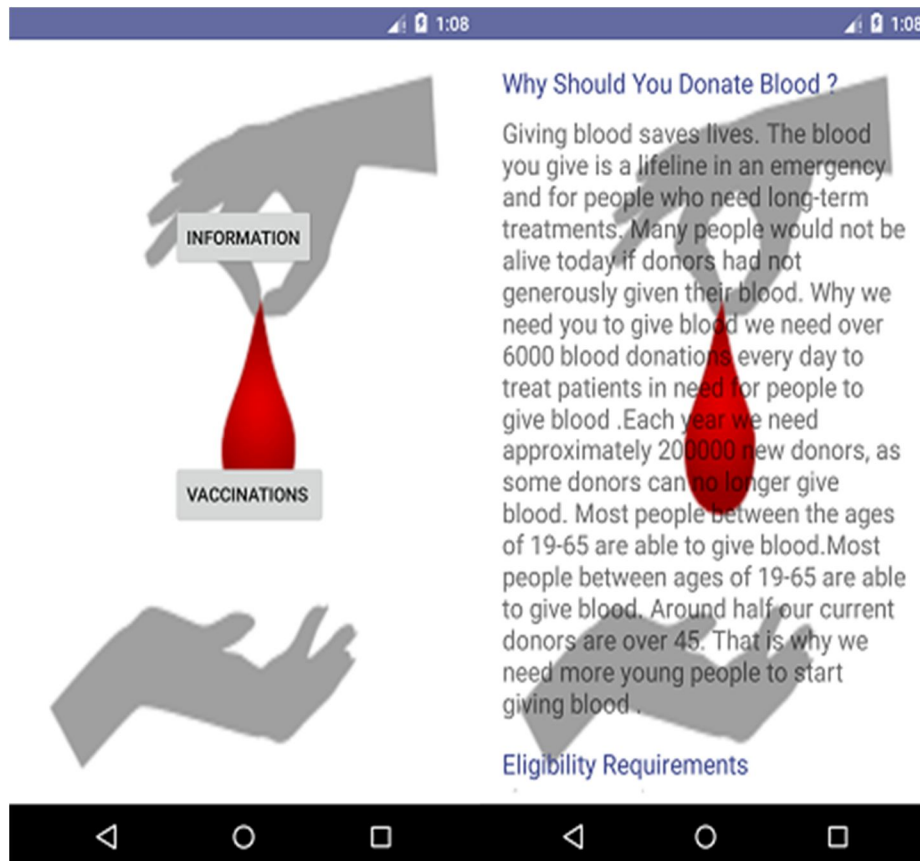 1:08
INFORMATION
VACCINATIONS
1:08
Why Should You Donate Blood ?
Giving blood saves lives. The blood
you give is a lifeline in an emergency
and for people who need long-term
treatments. Many people would not be
alive today if donors had not
generously given their blood. Why we
need you to give blood we need over
6000 blood donations every day to
treat patients in need for people to
give blood .Each year we need
approximately 200000 new donors, as
some donors can no longer give
blood. Most people between the ages
of 19-65 are able to give blood.Most
people between ages of 19-65 are able
to give blood. Around half our current
donors are over 45. That is why we
need more young people to start
giving blood .
Eligibility Requirements